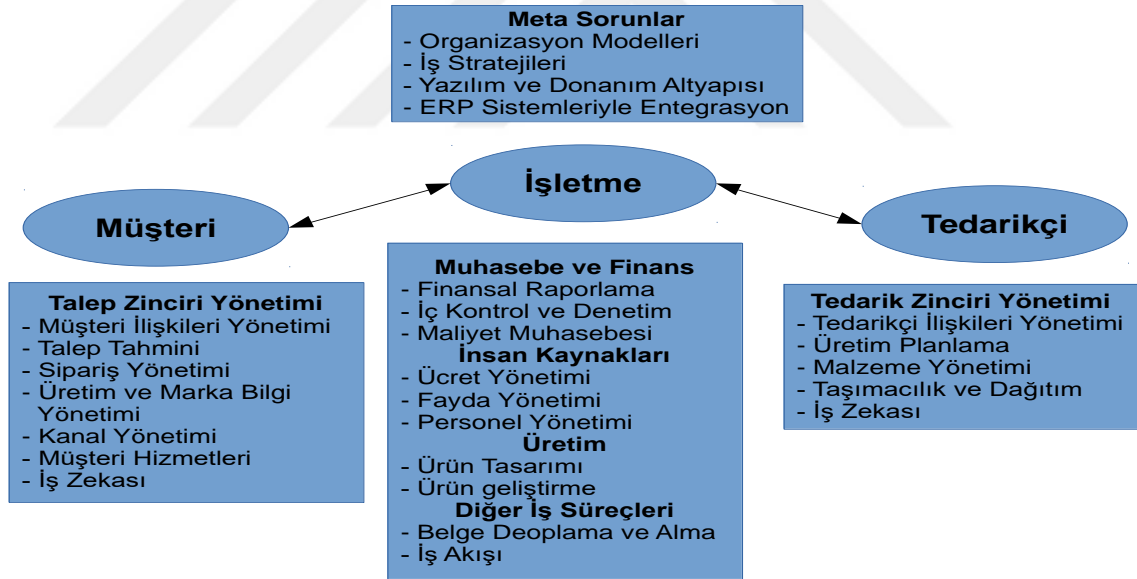 Meta Sorunlar
- Organizasyon Modelleri
- İş Stratejileri
- Yazılım ve Donanım Altyapısı
- ERP Sistemleriyle Entegrasyon
Müşteri
İşletme
Tedarikçi
Talep Zinciri Yönetimi
- Müşteri İlişkileri Yönetimi
- Talep Tahmini
- Sipariş Yönetimi
- Üretim ve Marka Bilgi
Yönetimi
- Kanal Yönetimi
- Müşteri Hizmetleri
- İş Zekası
Muhasebe ve Finans
- Finansal Raporlama
- İç Kontrol ve Denetim
- Maliyet Muhasebesi
İnsan Kaynakları
- Ücret Yönetimi
- Fayda Yönetimi
- Personel Yönetimi
Üretim
- Ürün Tasarımı
- Ürün geliştirme
Diğer İş Süreçleri
- Belge Deoplama ve Alma
- İş Akışı
Tedarik Zinciri Yönetimi
- Tedarikçi İlişkileri Yönetimi
- Üretim Planlama
- Malzeme Yönetimi
- Taşımacılık ve Dağıtım
- İş Zekası